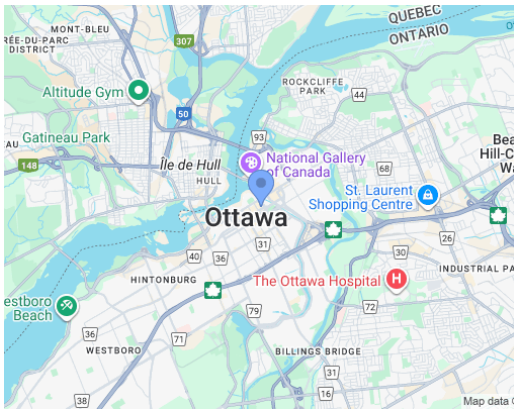 MONT-BLEU
QUEBEC
ONTARIO
RÉE-DU-PARC
DISTRICT
307
ROCKCLIFFE
PARK
Altitude Gym
44
50
Gatineau Park
93
148
Île de Hull
HULL
National Gallery
of Canada
68
Bea
Hill-C
Wa
St. Laurent
Shopping Centre
Ottawa
40
36
31
30
26
HINTONBURG
The Ottawa Hospital
H
INDUSTRIAL PA
estboro
Beach
79
72
36
71
WESTBORO
BILLINGS BRIDGE
38
31
16
Map data ©